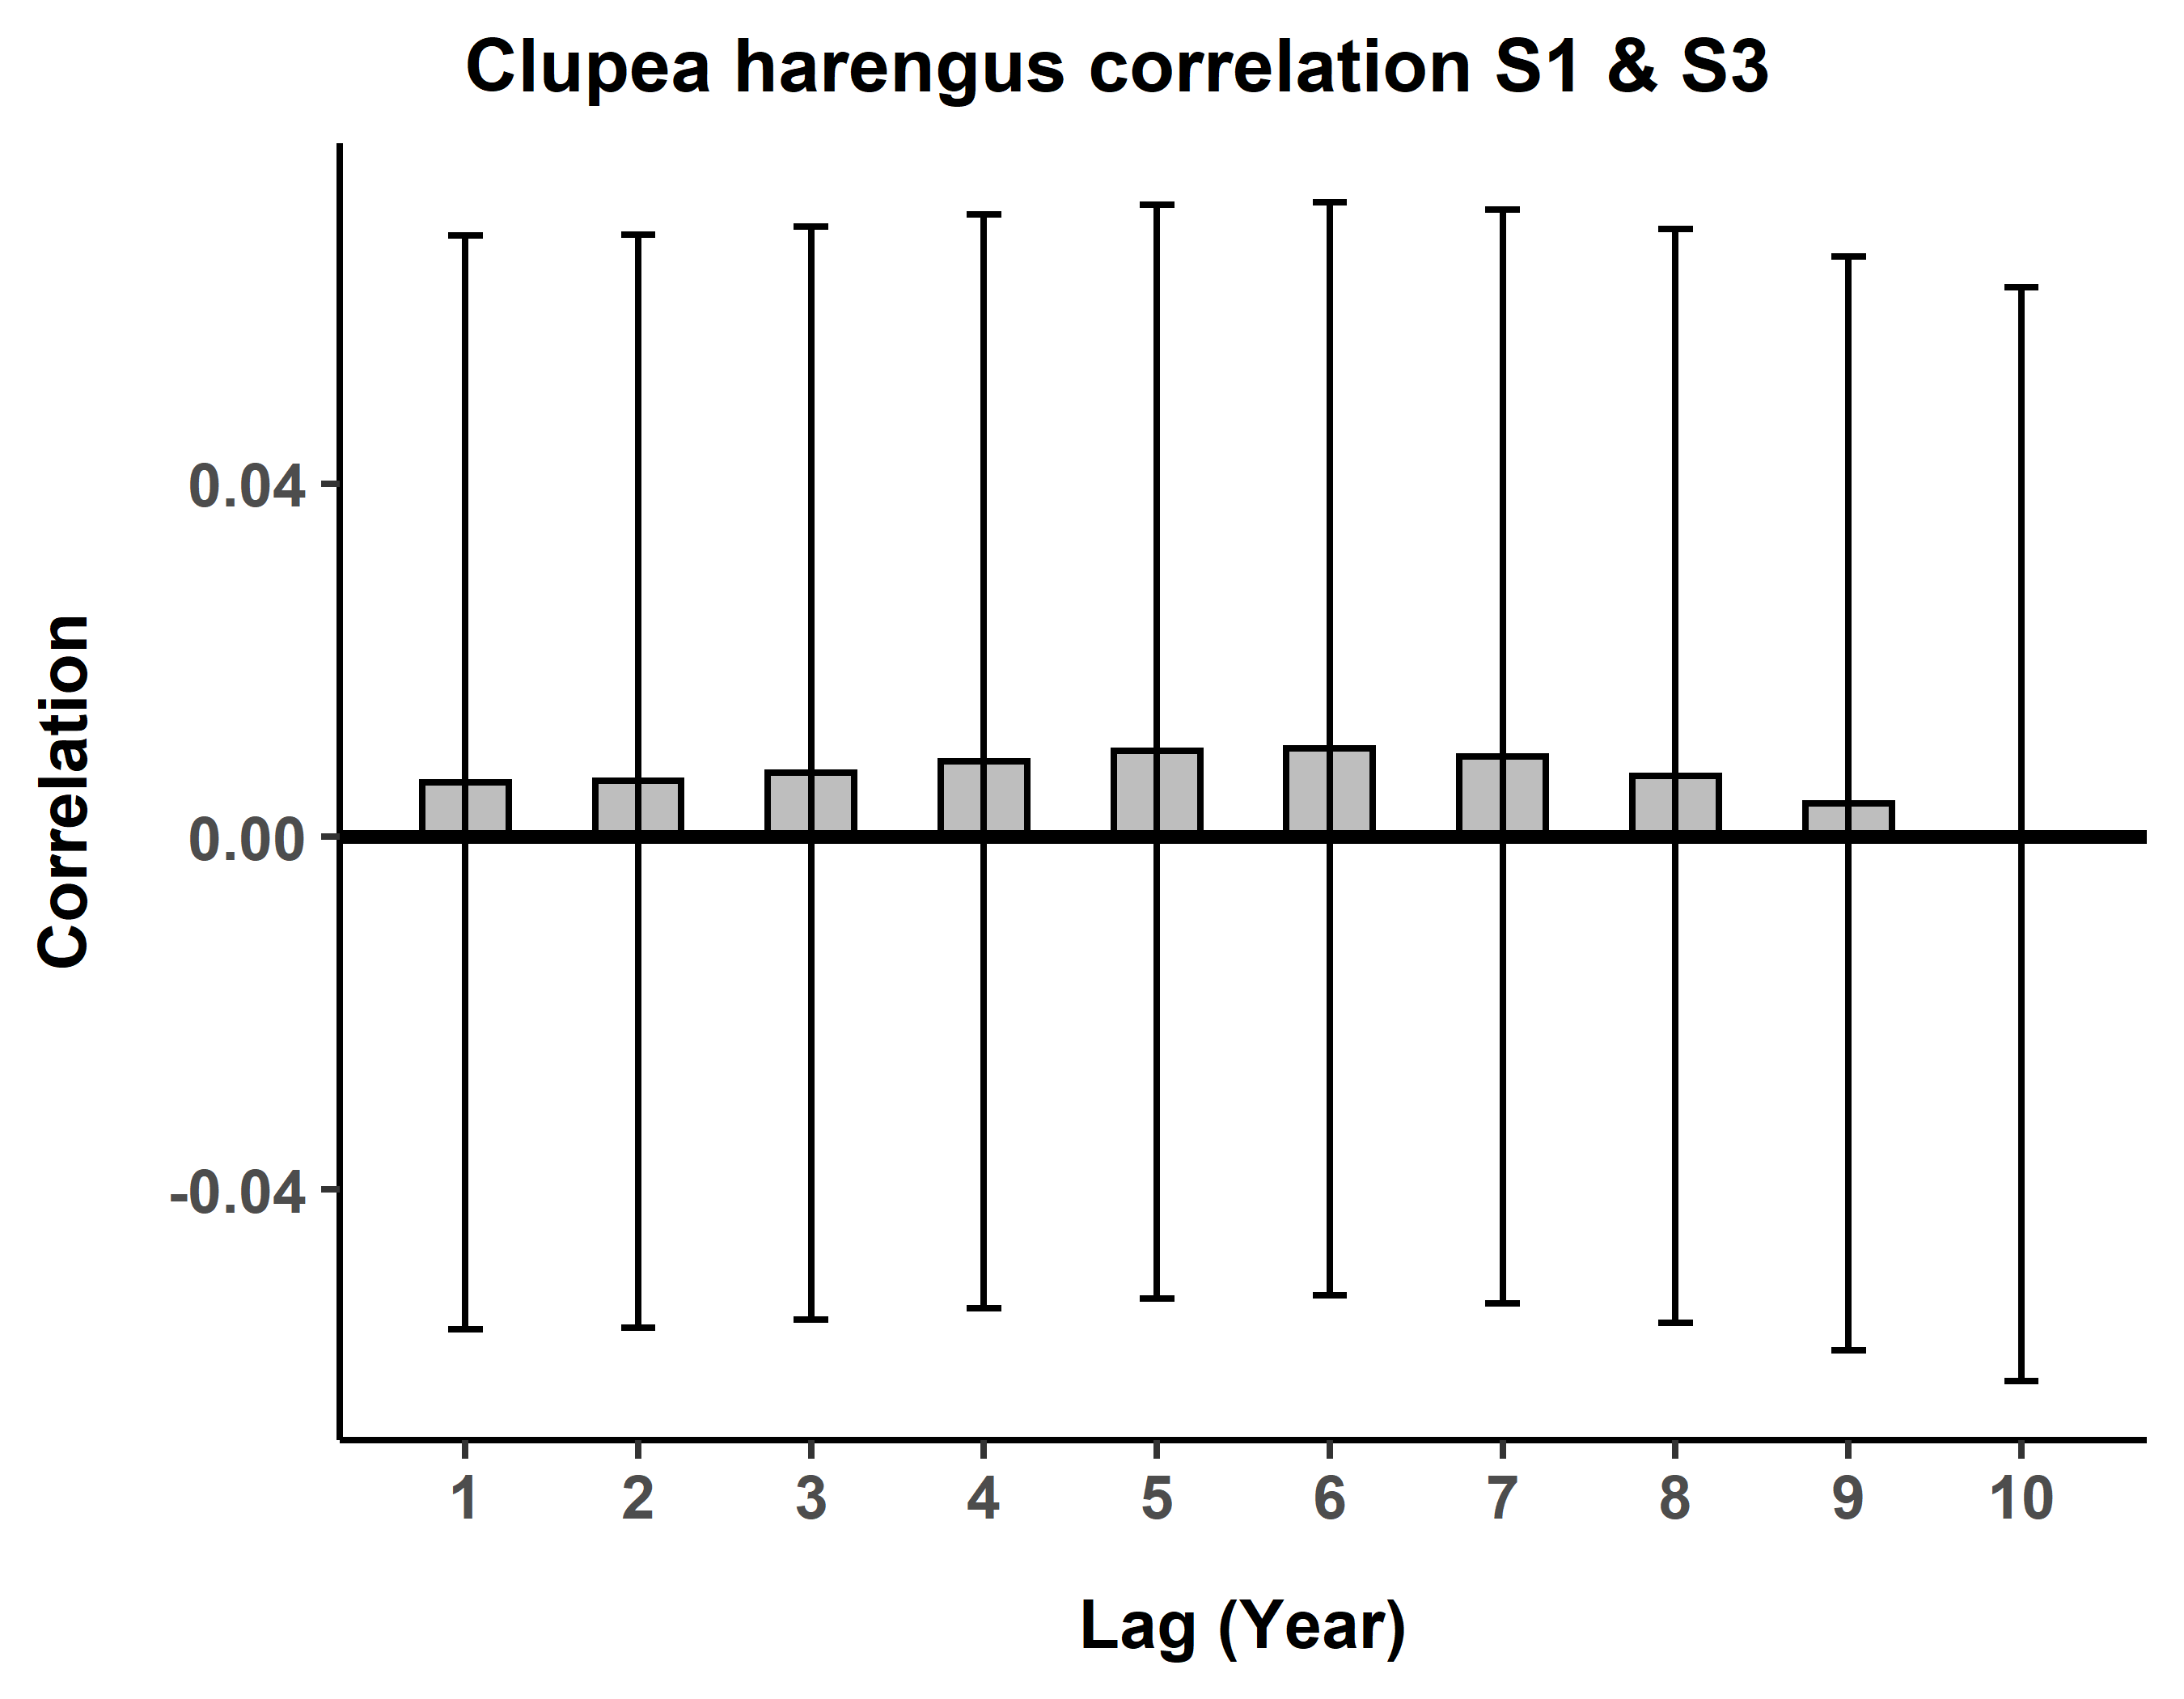 Clupea harengus correlation S1 & S3
Correlation
0.04
0.00
-0.04
1 2 3 4 5 6 7 8 9 10
Lag (Year)